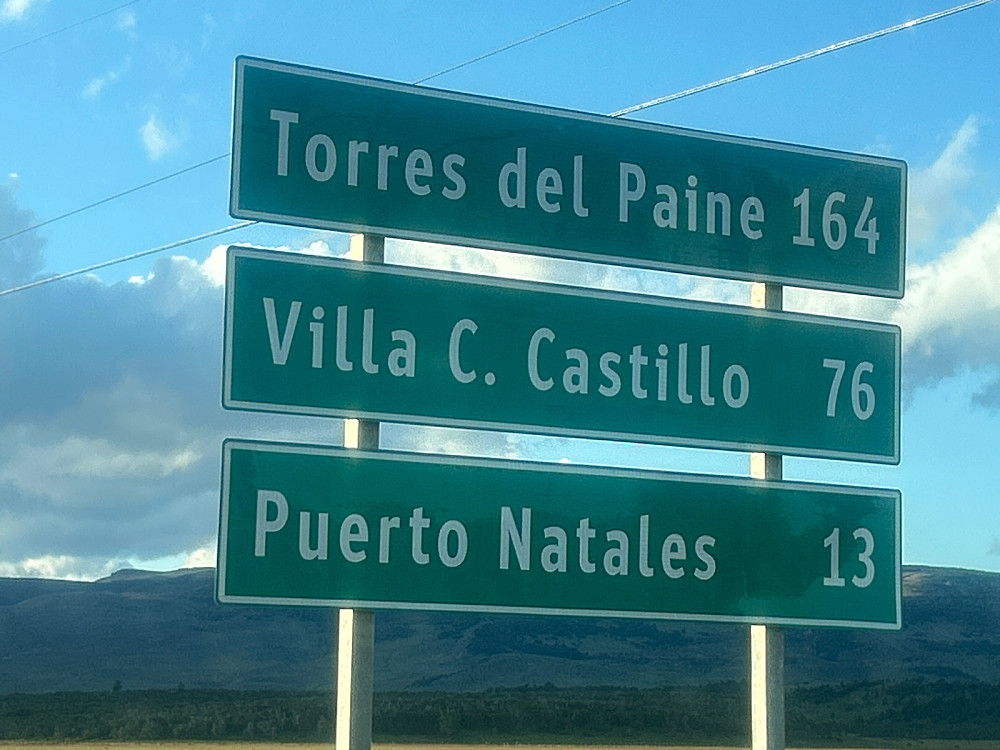 Torres del Paine 164
Villa C. Castillo 76
Puerto Natales 13